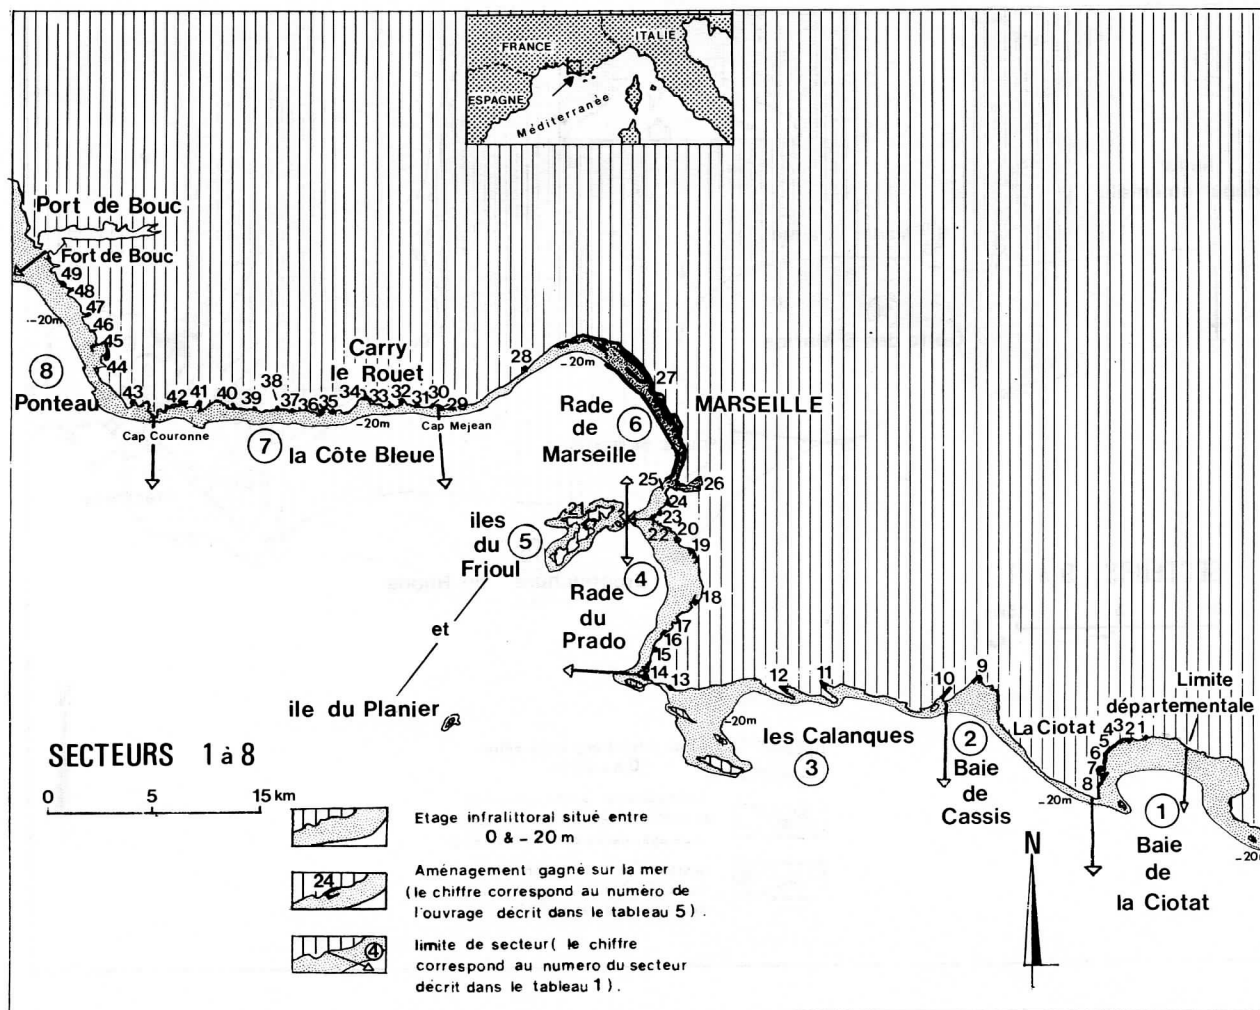 FRANCE
ITALIE
ESPAGNE
Méditerranée
Port de Bouc
Fort de Bouc
49
48
47
46
45
44
43
42
41
40
39
38
37
36
35
34
33
32
31
30
29
28
27
26
25
24
23
22
21
20
19
18
17
16
15
14
13
12
11
10
9
8
7
6
5
4
3
2
1
-20m
8
Ponteau
Carry
le Rouet
-20m
Cap Couronne
-20m
Cap Mejean
7
la Côte Bleue
-20m
Rade
de
Marseille
6
MARSEILLE
iles
du
Frioul
5
et
ile du Planier
4
Rade
du
Prado
-20m
les Calanques
3
2
Baie
de
Cassis
La Ciotat
Limite
départementale
-20m
1
Baie
de
la Ciotat
-20m
SECTEURS 1 à 8
0 5 15 km
Etage infralittoral situé entre
0 & -20 m
24
Aménagement gagné sur la mer
(le chiffre correspond au numéro de
l'ouvrage décrit dans le tableau 5).
4
limite de secteur( le chiffre
correspond au numero du secteur
décrit dans le tableau 1).
N